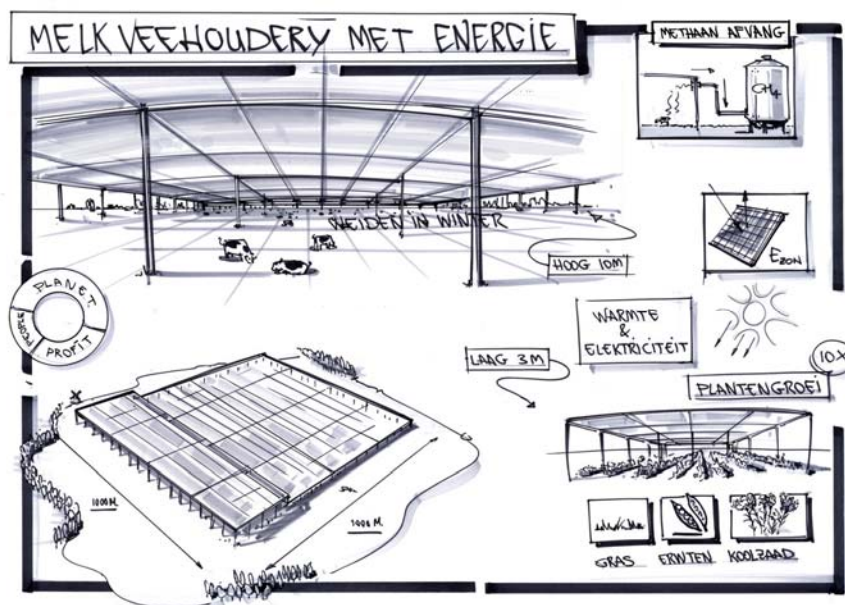 MELKVEEHOUDERY MET ENERGIE
METHAAN AFVANG
CH4
WEIDEN IN WINTER
HOOG 10M
EZON
PLANET
PEOPLE
PROFIT
WARMTE
&
ELEKTRICITEIT
LAAG 3M
10X
PLANTENGROEI
1000 M.
1000 M.
GRAS
ERWTEN
KOOLZAAD